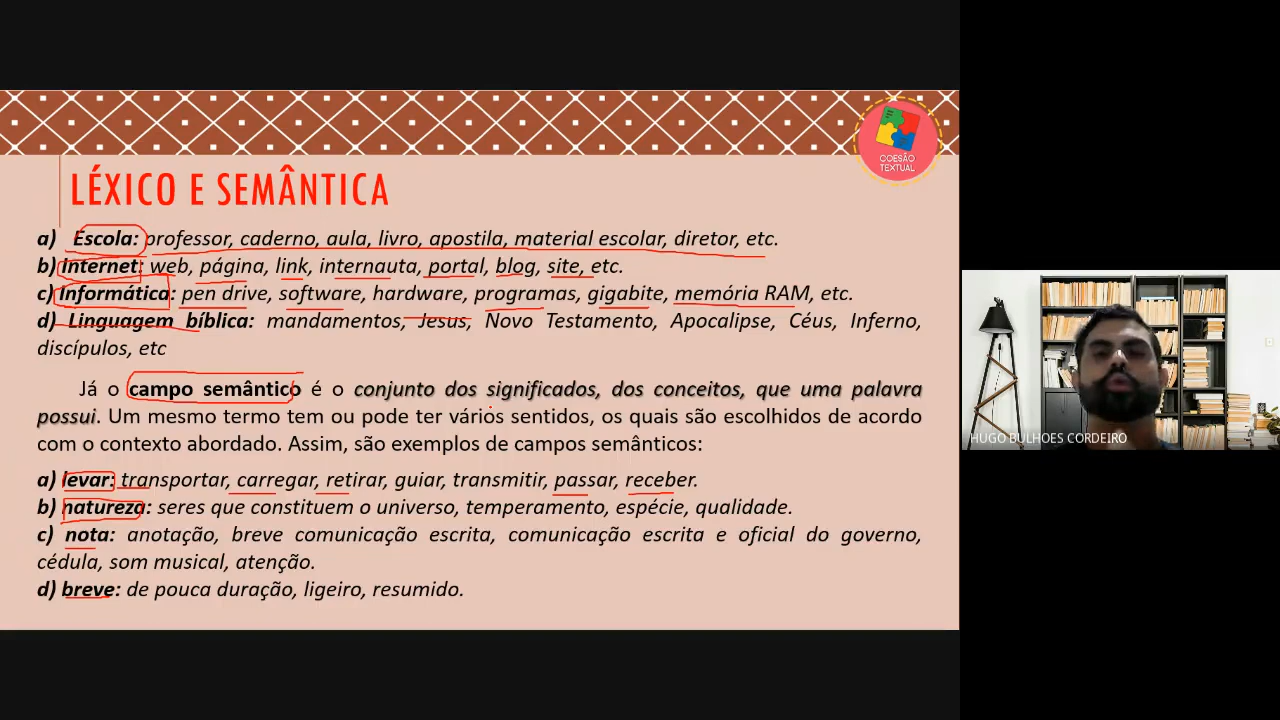 COESÃO
TEXTUAL
LÉXICO E SEMÂNTICA
a) Escola: professor, caderno, aula, livro, apostila, material escolar, diretor, etc.
b) Internet: web, página, link, internauta, portal, blog, site, etc.
c) Informática: pen drive, software, hardware, programas, gigabite, memória RAM, etc.
d) Linguagem bíblica: mandamentos, Jesus, Novo Testamento, Apocalipse, Céus, Inferno,
discípulos, etc
Já o campo semântico é o conjunto dos significados, dos conceitos, que uma palavra
possui. Um mesmo termo tem ou pode ter vários sentidos, os quais são escolhidos de acordo
com o contexto abordado. Assim, são exemplos de campos semânticos:
a) levar: transportar, carregar, retirar, guiar, transmitir, passar, receber.
b) natureza: seres que constituem o universo, temperamento, espécie, qualidade.
c) nota: anotação, breve comunicação escrita, comunicação escrita e oficial do governo,
cédula, som musical, atenção.
d) breve: de pouca duração, ligeiro, resumido.
HUGO BULHOES CORDEIRO